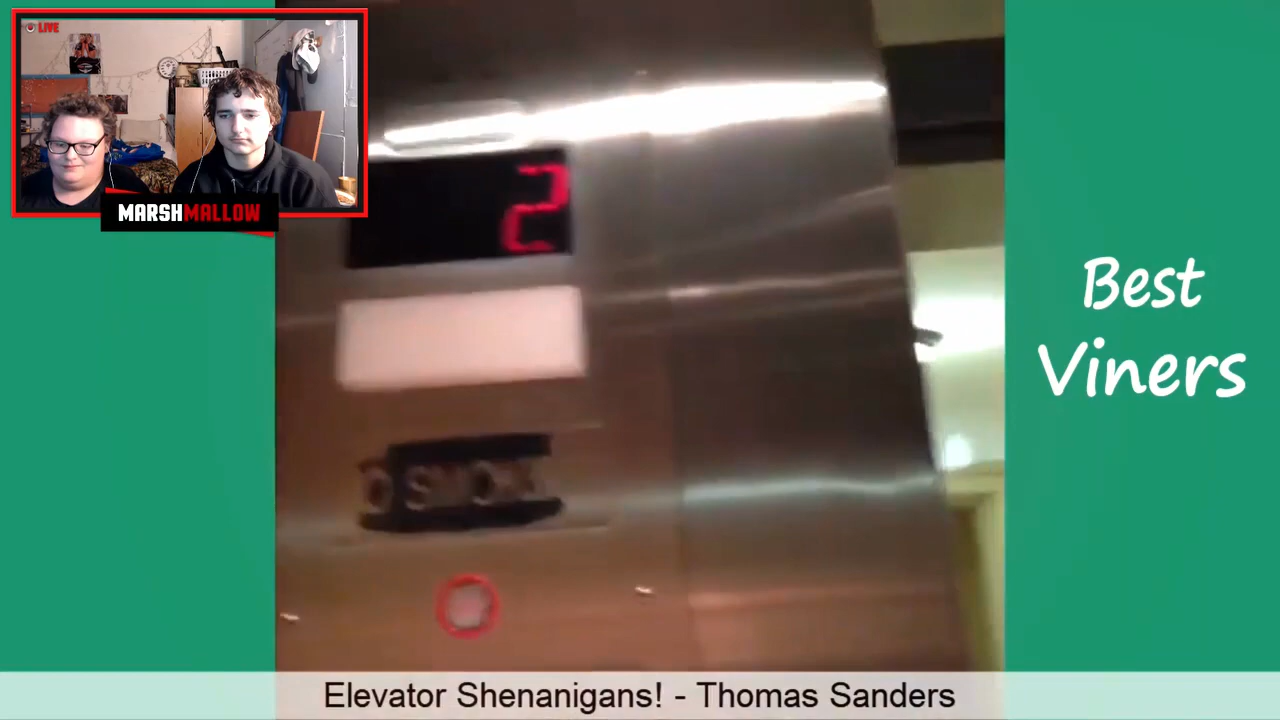 LIVE
MARSHMALLOW
2
Best
Viners
Elevator Shenanigans! - Thomas Sanders